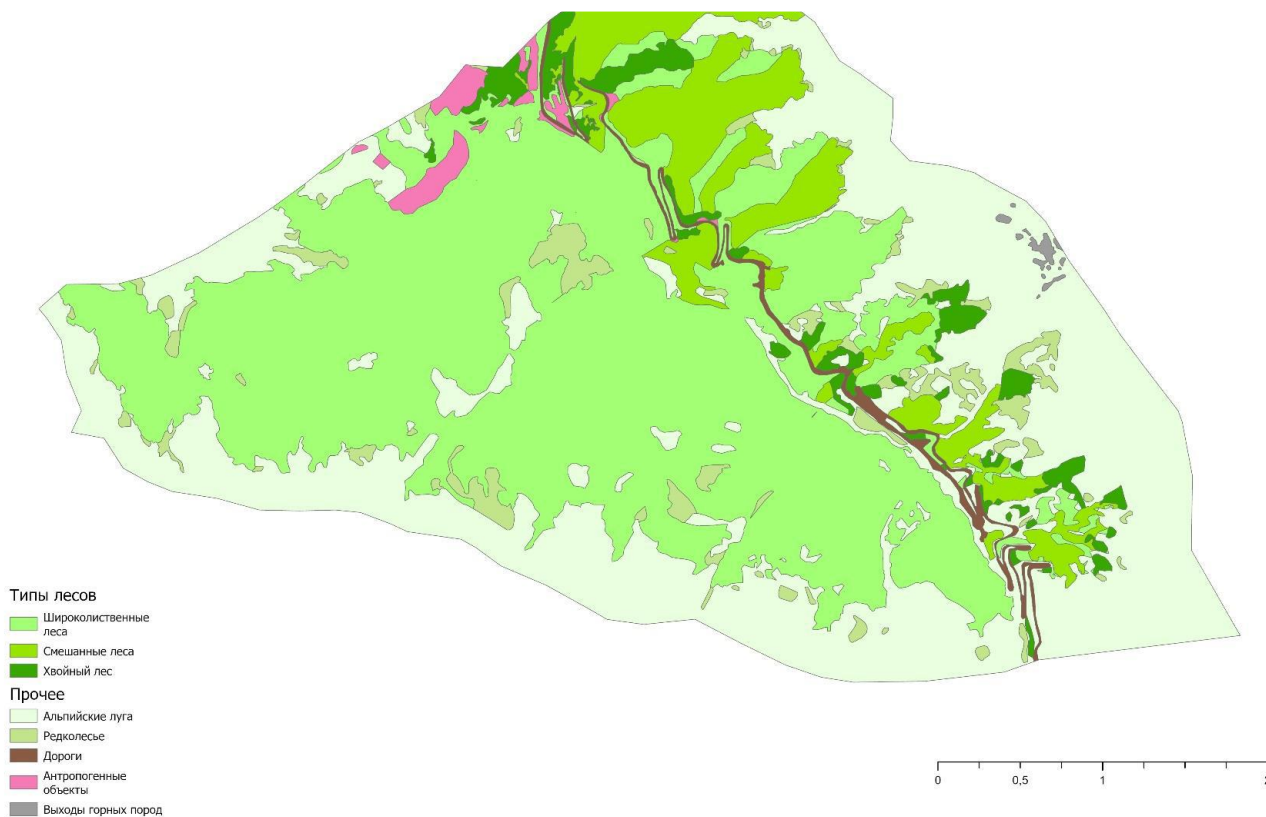 Типы лесов
Широколиственные
леса
Смешанные леса
Хвойный лес
Прочее
Альпийские луга
Редколесье
Дороги
Антропогенные
объекты
Выходы горных пород
0 0,5 1